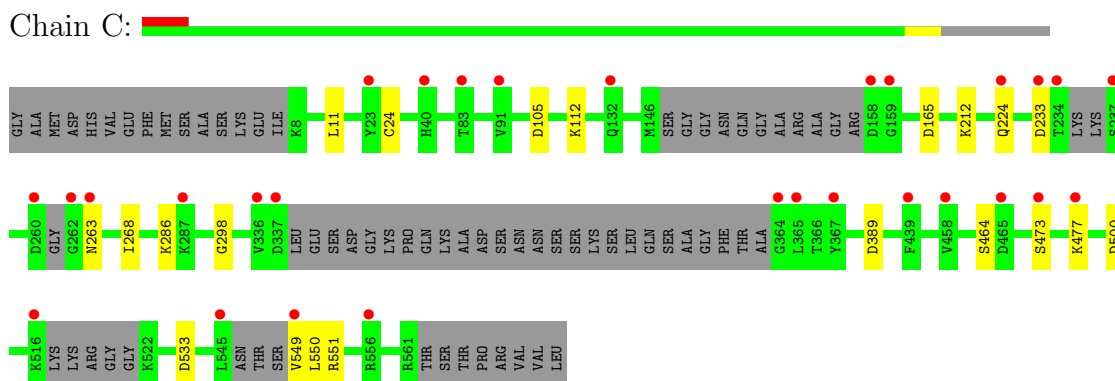 Chain C:
GLY ALA MET ASP HIS VAL GLU PHE MET SER ALA SER LYS GLU ILE K8 L11 Y23 C24 H40 T83 V91 D105 K112 Q132 M146 SER GLY GLY ASN GLN GLY ALA ARG ALA GLY ARG D158 G159 D165 K212 Q224 D233 T234 LYS LYS S237
D260 GLY G262 N263 I268 K286 K287 G298 V336 D337 LEU GLU SER ASP GLY LYS PRO GLN LYS ALA ASP SER ASN ASN SER SER LYS SER LEU GLN SER ALA GLY PHE THR ALA G364 L365 T366 Y367 D389 F439 V458 S464 D465 S473 K477
K516 LYS LYS ARG GLY GLY K522 D533 L545 ASN THR SER V549 L550 R551 R556 R561 THR SER THR PRO ARG VAL VAL LEU